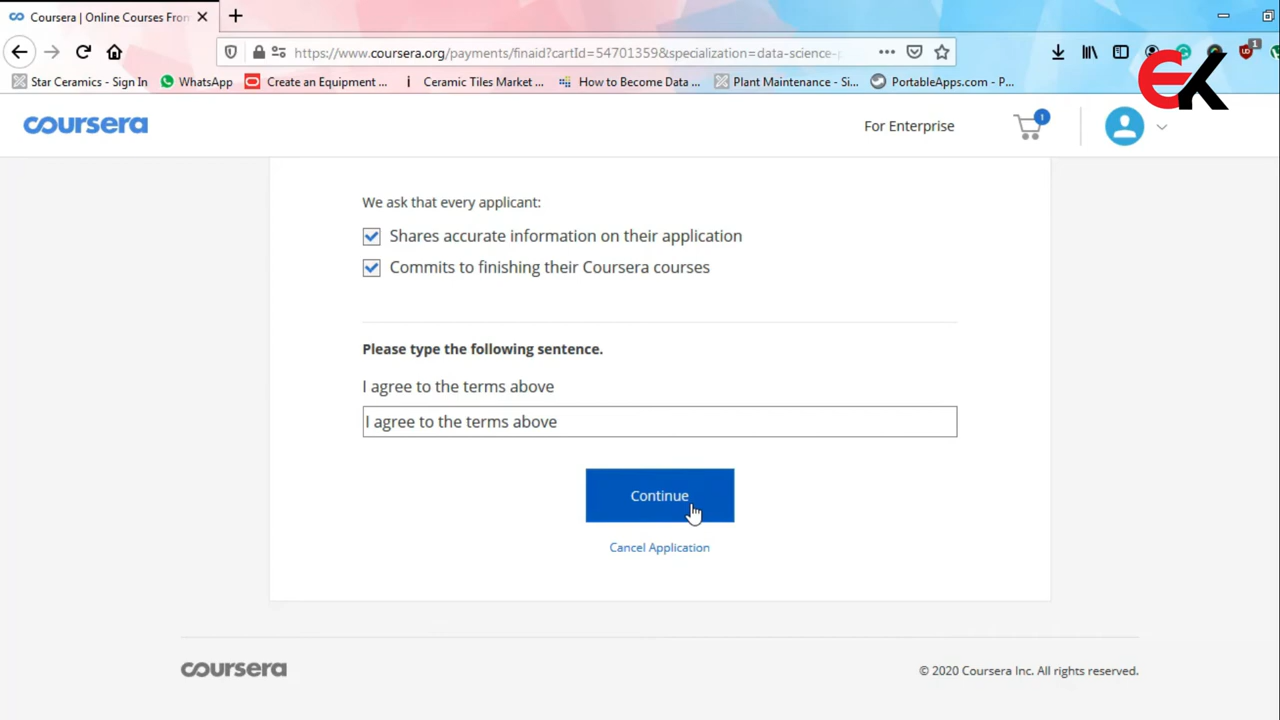 Coursera | Online Courses Fron
https://www.coursera.org/payments/finaid?cartId=54701359&specialization=data-science-p
1
Star Ceramics - Sign In
WhatsApp
Create an Equipment ...
Ceramic Tiles Market ...
How to Become Data ...
Plant Maintenance - Si...
PortableApps.com - P...
EK
coursera
For Enterprise
1
We ask that every applicant:
Shares accurate information on their application
Commits to finishing their Coursera courses
Please type the following sentence.
I agree to the terms above
I agree to the terms above
Continue
Cancel Application
coursera
© 2020 Coursera Inc. All rights reserved.